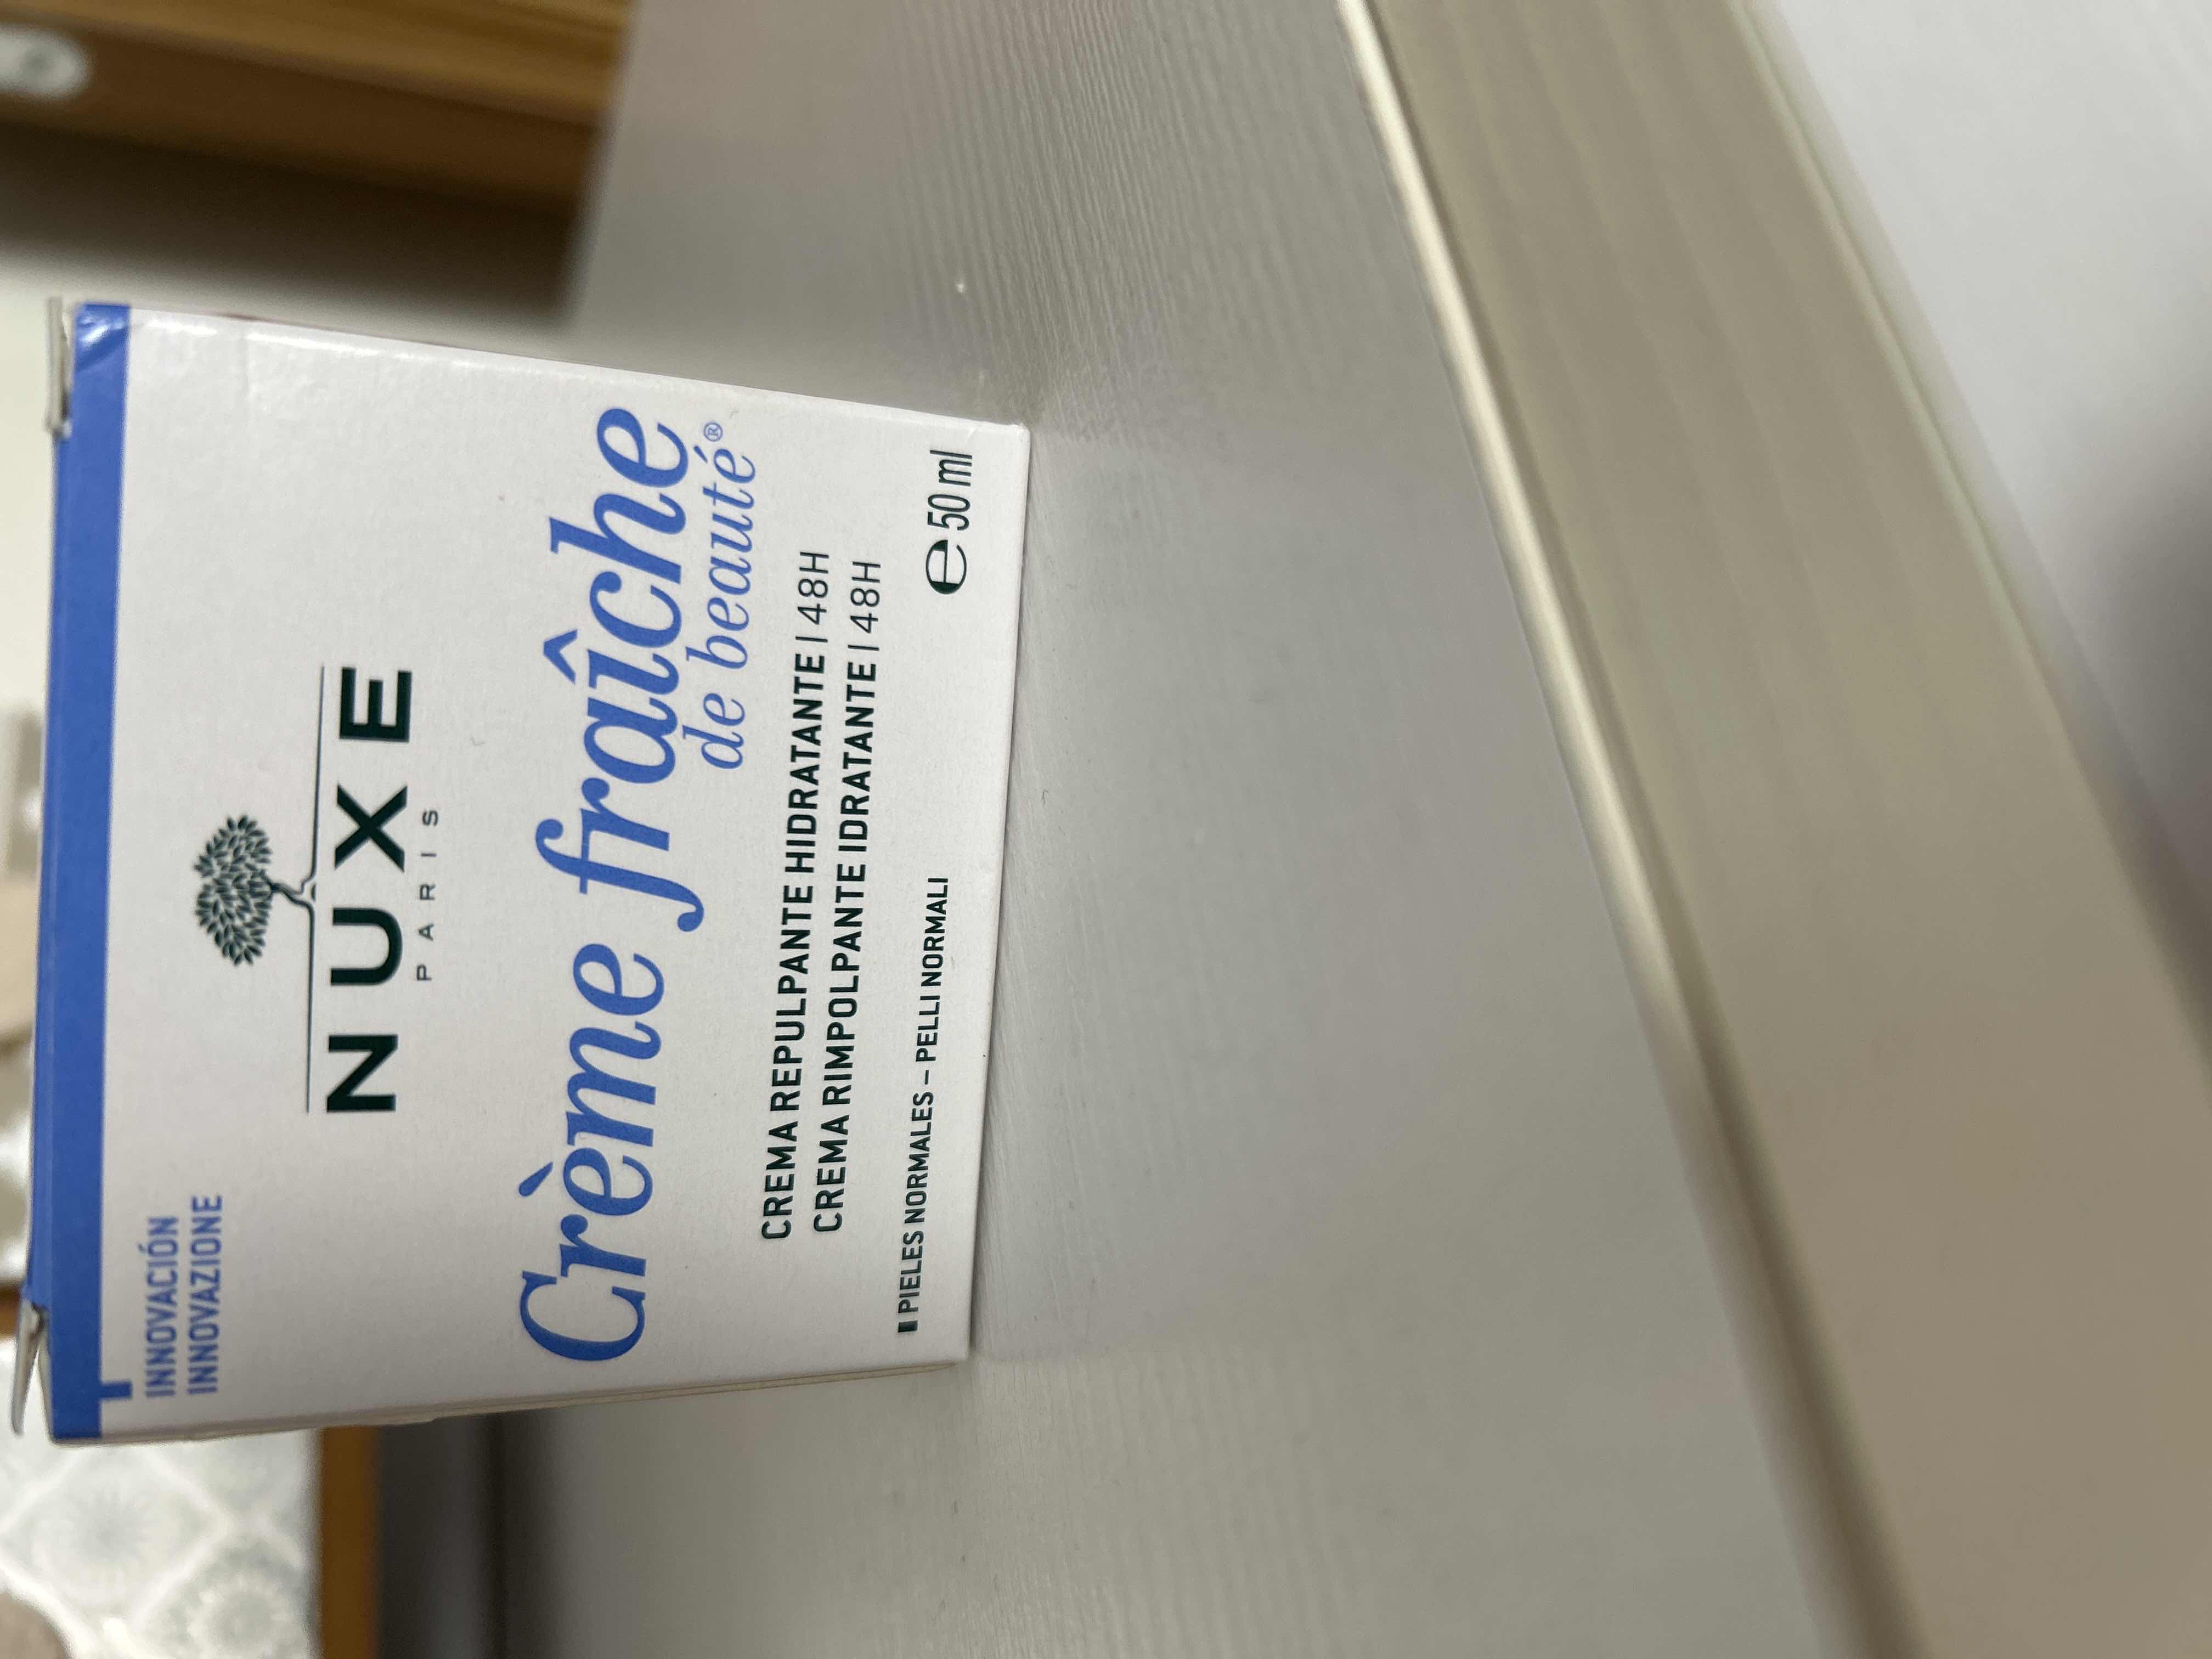 INNOVACIÓN
INNOVAZIONE
NUXE
PARIS
Crème fraîche
de beauté®
CREMA REPULPANTE HIDRATANTE | 48H
CREMA RIMPOLPANTE IDRATANTE | 48H
PIELES NORMALES – PELLI NORMALI
℮ 50 ml